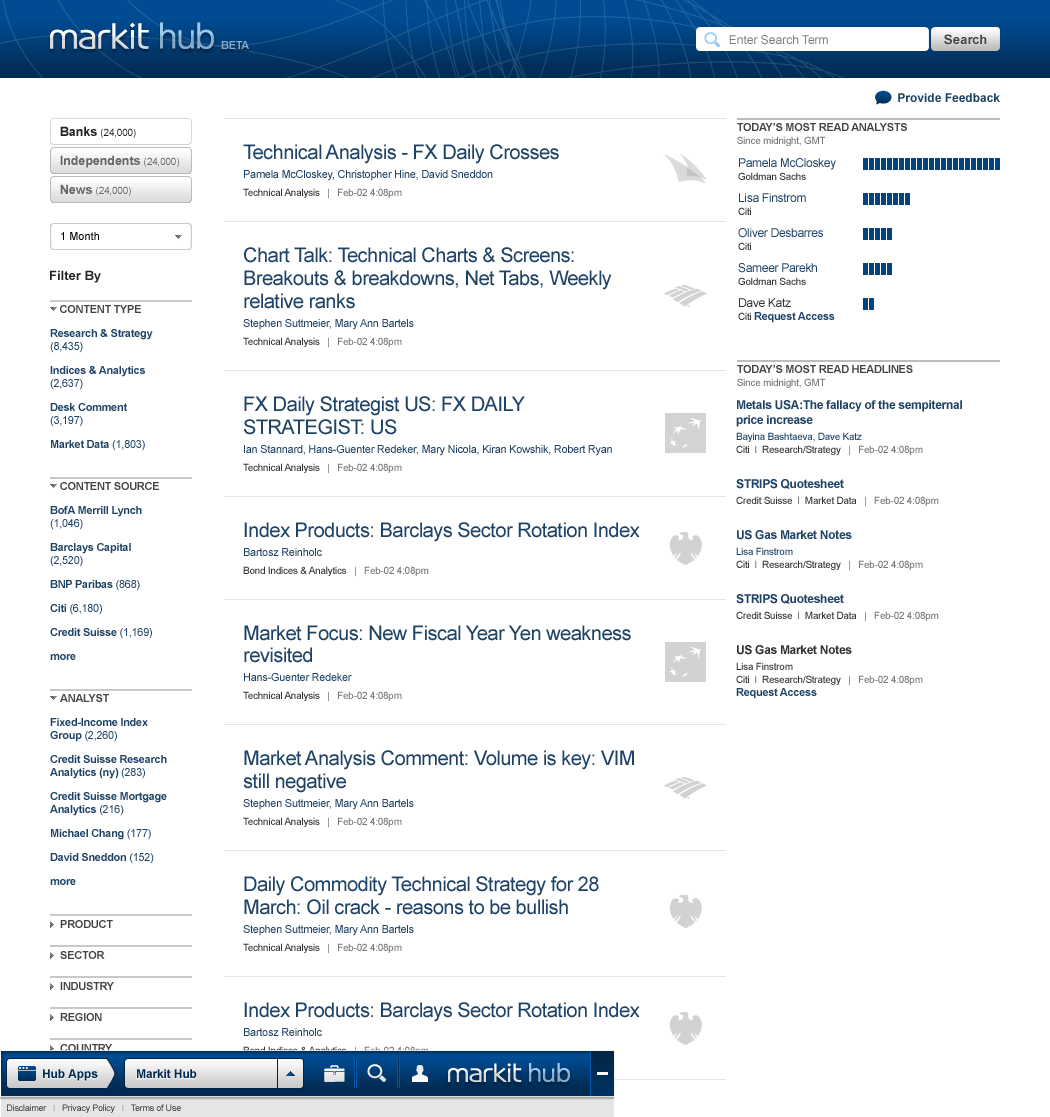 markit hub BETA
Enter Search Term
Search
Provide Feedback
Banks (24,000)
Independents (24,000)
News (24,000)
1 Month
Filter By
CONTENT TYPE
Research & Strategy
(8,435)
Indices & Analytics
(2,637)
Desk Comment
(3,197)
Market Data (1,803)
CONTENT SOURCE
BofA Merrill Lynch
(1,046)
Barclays Capital
(2,520)
BNP Paribas (868)
Citi (6,180)
Credit Suisse (1,169)
more
ANALYST
Fixed-Income Index
Group (2,260)
Credit Suisse Research
Analytics (ny) (283)
Credit Suisse Mortgage
Analytics (216)
Michael Chang (177)
David Sneddon (152)
more
PRODUCT
SECTOR
INDUSTRY
REGION
COUNTRY
Technical Analysis - FX Daily Crosses
Pamela McCloskey, Christopher Hine, David Sneddon
Technical Analysis | Feb-02 4:08pm
Chart Talk: Technical Charts & Screens:
Breakouts & breakdowns, Net Tabs, Weekly
relative ranks
Stephen Suttmeier, Mary Ann Bartels
Technical Analysis | Feb-02 4:08pm
FX Daily Strategist US: FX DAILY
STRATEGIST: US
Ian Stannard, Hans-Guenter Redeker, Mary Nicola, Kiran Kowshik, Robert Ryan
Technical Analysis | Feb-02 4:08pm
Index Products: Barclays Sector Rotation Index
Bartosz Reinholc
Bond Indices & Analytics | Feb-02 4:08pm
Market Focus: New Fiscal Year Yen weakness
revisited
Hans-Guenter Redeker
Technical Analysis | Feb-02 4:08pm
Market Analysis Comment: Volume is key: VIM
still negative
Stephen Suttmeier, Mary Ann Bartels
Technical Analysis | Feb-02 4:08pm
Daily Commodity Technical Strategy for 28
March: Oil crack - reasons to be bullish
Stephen Suttmeier, Mary Ann Bartels
Technical Analysis | Feb-02 4:08pm
Index Products: Barclays Sector Rotation Index
Bartosz Reinholc
Bond Indices & Analytics | Feb-02 4:08pm
TODAY'S MOST READ ANALYSTS
Since midnight, GMT
Pamela McCloskey
Goldman Sachs
Lisa Finstrom
Citi
Oliver Desbarres
Citi
Sameer Parekh
Goldman Sachs
Dave Katz
Citi Request Access
TODAY'S MOST READ HEADLINES
Since midnight, GMT
Metals USA:The fallacy of the sempiternal
price increase
Bayina Bashtaeva, Dave Katz
Citi | Research/Strategy | Feb-02 4:08pm
STRIPS Quotesheet
Credit Suisse | Market Data | Feb-02 4:08pm
US Gas Market Notes
Lisa Finstrom
Citi | Research/Strategy | Feb-02 4:08pm
STRIPS Quotesheet
Credit Suisse | Market Data | Feb-02 4:08pm
US Gas Market Notes
Lisa Finstrom
Citi | Research/Strategy | Feb-02 4:08pm
Request Access
Hub Apps
Markit Hub
markit hub
Disclaimer | Privacy Policy | Terms of Use